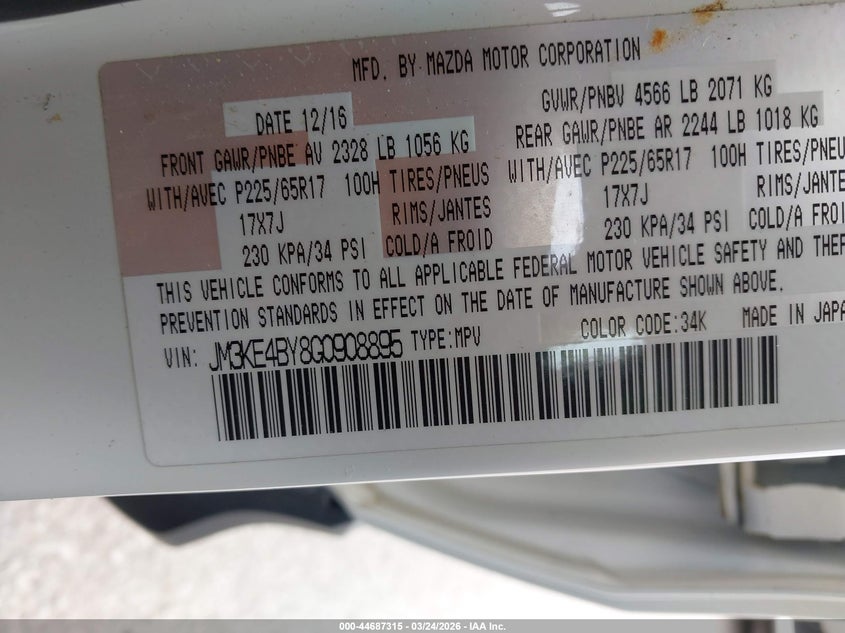 MFD. BY MAZDA MOTOR CORPORATION
DATE 12/16
GVWR/PNBV 4566 LB 2071 KG
FRONT GAWR/PNBE AV 2328 LB 1056 KG
REAR GAWR/PNBE AR 2244 LB 1018 KG
WITH/AVEC P225/65R17 100H TIRES/PNEUS
WITH/AVEC P225/65R17 100H TIRES/PNEU
17X7J RIMS/JANTES
17X7J RIMS/JANTES
230 KPA/34 PSI COLD/A FROID
230 KPA/34 PSI COLD/A FROI
THIS VEHICLE CONFORMS TO ALL APPLICABLE FEDERAL MOTOR VEHICLE SAFETY AND THEF
PREVENTION STANDARDS IN EFFECT ON THE DATE OF MANUFACTURE SHOWN ABOVE.
VIN: JM3KE4BY8G0908895 TYPE:MPV COLOR CODE:34K MADE IN JAPA
000-44687315 - 03/24/2026 - IAA Inc.